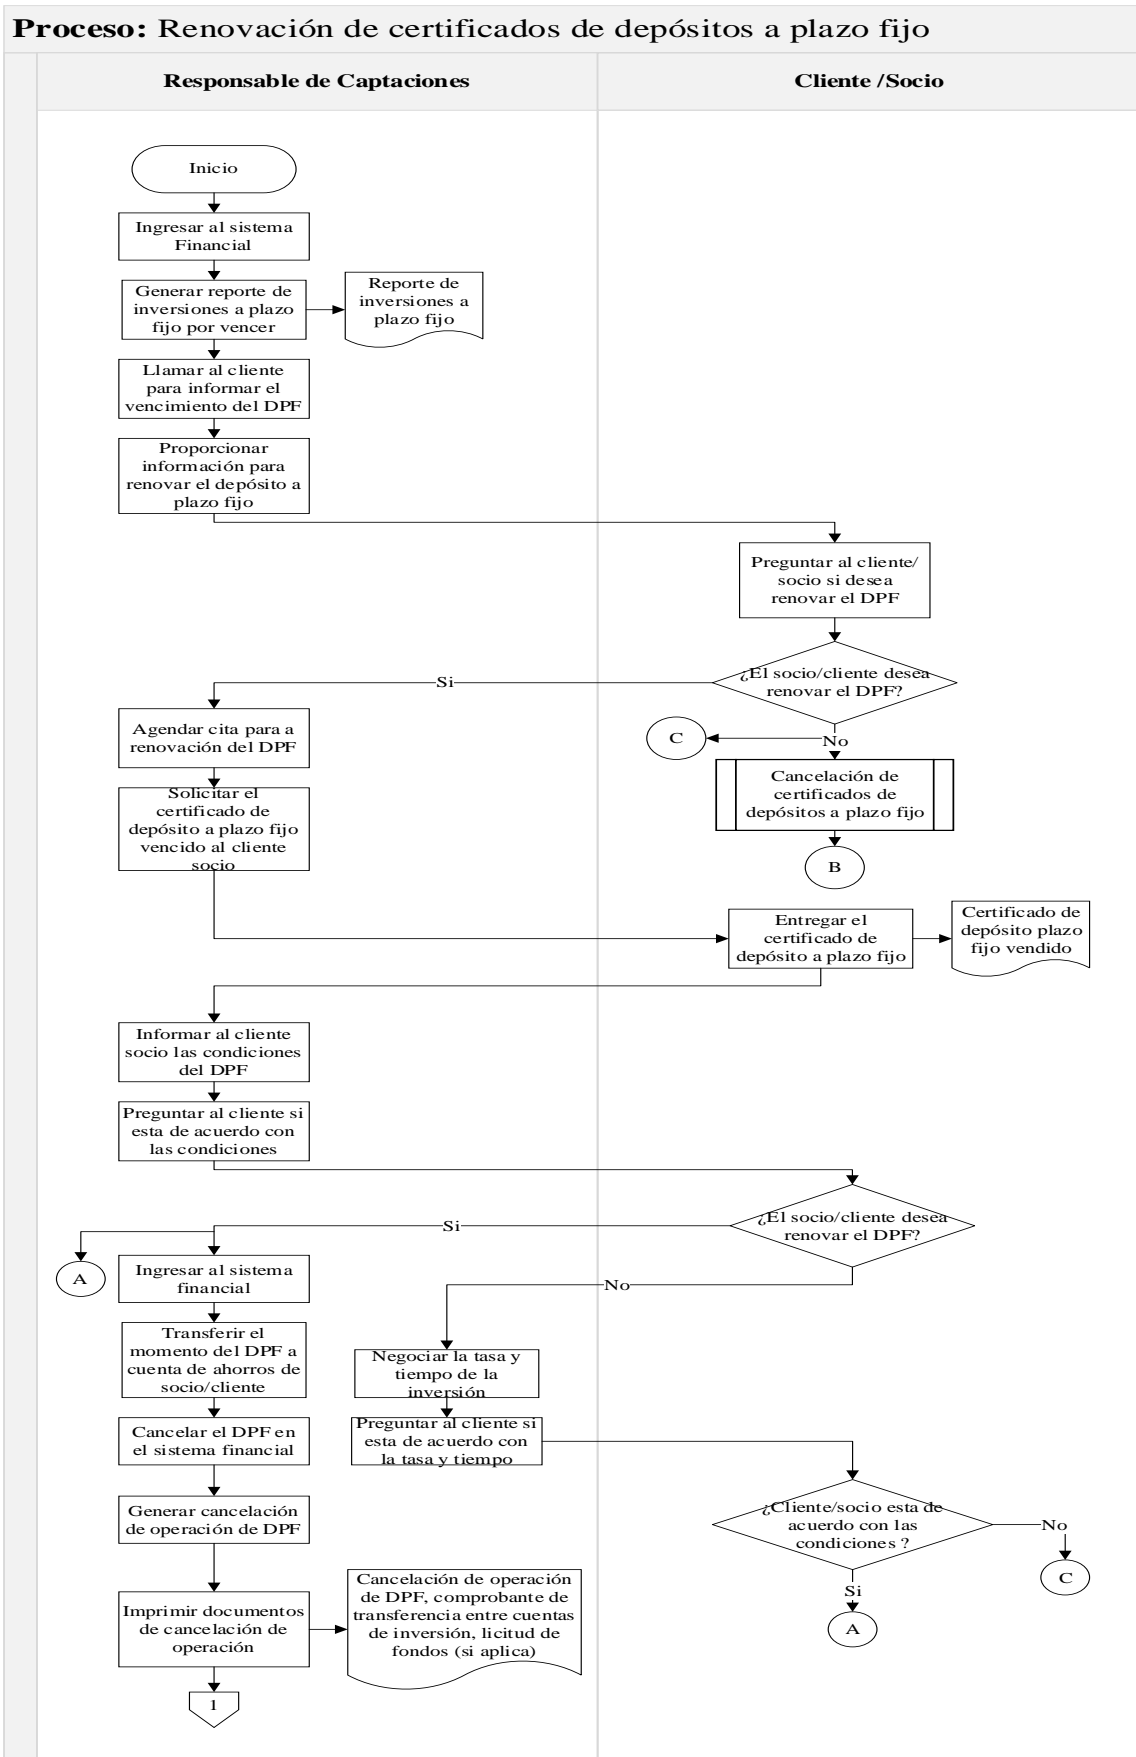 Proceso: Renovación de certificados de depósitos a plazo fijo
Responsable de Captaciones
Cliente /Socio
Inicio
Ingresar al sistema
Financial
Generar reporte de
inversiones a plazo
fijo por vencer
Reporte de
inversiones a
plazo fijo
Llamar al cliente
para informar el
vencimiento del DPF
Proporcionar
información para
renovar el depósito a
plazo fijo
Preguntar al cliente/
socio si desea
renovar el DPF
¿El socio/cliente desea
renovar el DPF?
Si
Agendar cita para a
renovación del DPF
C
No
Cancelación de
certificados de
depósitos a plazo fijo
B
Solicitar el
certificado de
depósito a plazo fijo
vencido al cliente
socio
Entregar el
certificado de
depósito a plazo fijo
Certificado de
depósito plazo
fijo vendido
Informar al cliente
socio las condiciones
del DPF
Preguntar al cliente si
esta de acuerdo con
las condiciones
¿El socio/cliente desea
renovar el DPF?
Si
No
A
Ingresar al sistema
financial
Transferir el
momento del DPF a
cuenta de ahorros de
socio/cliente
Negociar la tasa y
tiempo de la
inversión
Cancelar el DPF en
el sistema financial
Preguntar al cliente si
esta de acuerdo con
la tasa y tiempo
¿Cliente/socio esta de
acuerdo con las
condiciones ?
No
C
Si
A
Generar cancelación
de operación de DPF
Imprimir documentos
de cancelación de
operación
Cancelación de operación
de DPF, comprobante de
transferencia entre cuentas
de inversión, licitud de
fondos (si aplica)
1